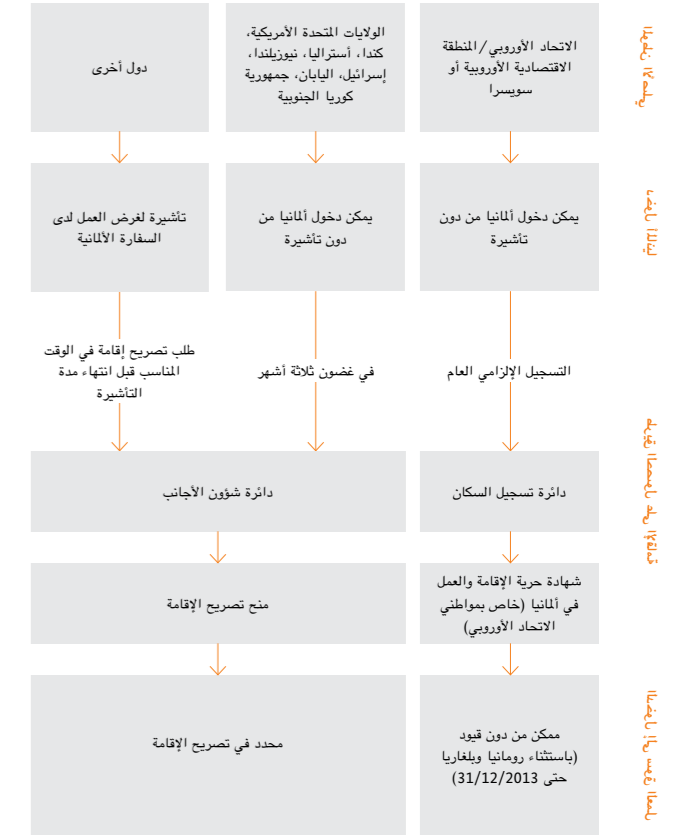 الاتحاد الأوروبي/المنطقة
الاقتصادية الأوروبية أو
سويسرا
الولايات المتحدة الأمريكية،
كندا، أستراليا، نيوزيلندا،
إسرائيل، اليابان، جمهورية
كوريا الجنوبية
دول أخرى
يمكن دخول ألمانيا من دون
تأشيرة
يمكن دخول ألمانيا من
دون تأشيرة
تأشيرة لغرض العمل لدى
السفارة الألمانية
التسجيل الإلزامي العام
في غضون ثلاثة أشهر
طلب تصريح إقامة في الوقت
المناسب قبل انتهاء مدة
التأشيرة
دائرة تسجيل السكان
دائرة شؤون الأجانب
شهادة حرية الإقامة والعمل
في ألمانيا (خاص بمواطني
الاتحاد الأوروبي)
منح تصريح الإقامة
ممكن من دون قيود
(باستثناء رومانيا وبلغاريا
حتى 31/12/2013)
محدد في تصريح الإقامة